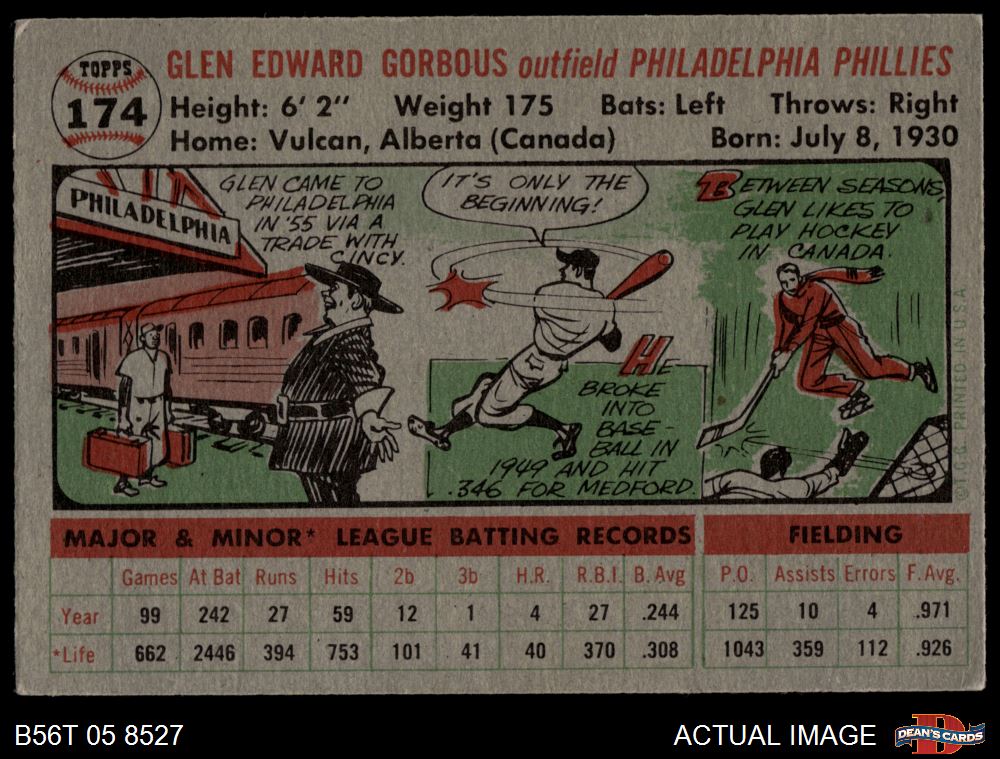 TOPPS
174
GLEN EDWARD GORBOUS outfield PHILADELPHIA PHILLIES
Height: 6' 2" Weight 175 Bats: Left Throws: Right
Home: Vulcan, Alberta (Canada) Born: July 8, 1930
PHILADELPHIA
GLEN CAME TO
PHILADELPHIA
IN '55 VIA A
TRADE WITH
CINCY.
IT'S ONLY THE
BEGINNING!
HE
BROKE
INTO
BASE-
BALL IN
1949 AND HIT
.346 FOR MEDFORD.
BETWEEN SEASONS,
GLEN LIKES TO
PLAY HOCKEY
IN CANADA.
© T.C.G. PRINTED IN U.S.A.
MAJOR & MINOR* LEAGUE BATTING RECORDS FIELDING
Games At Bat Runs Hits 2b 3b H.R. R.B.I. B. Avg P.O. Assists Errors F. Avg.
Year 99 242 27 59 12 1 4 27 .244 125 10 4 .971
*Life 662 2446 394 753 101 41 40 370 .308 1043 359 112 .926
B56T 05 8527 ACTUAL IMAGE DEAN'S CARDS